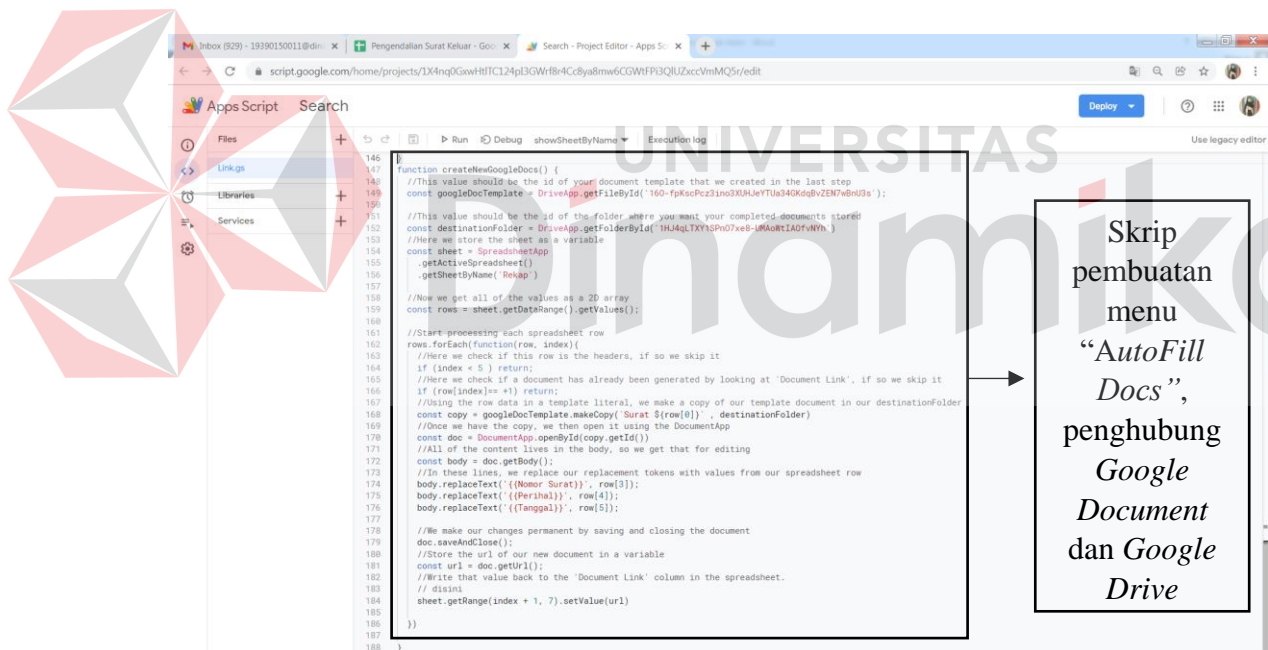 Inbox (929) - 19390150011@din
Pengendalian Surat Keluar - Goo
Search - Project Editor - Apps Sc
script.google.com/home/projects/1X4nq0GxwHtlTC124pI3GWrf8r4Cc8ya8mw6CGWtFPi3QlUZxccVmMQ5r/edit
Apps Script Search
Deploy
Files
Run Debug showSheetByName Execution log
Use legacy editor
Link.gs
Libraries
Services
UNIVERSITAS
Dinamika
146 }
147 function createNewGoogleDocs() {
148 //This value should be the id of your document template that we created in the last step
149 const googleDocTemplate = DriveApp.getFileById('16O-fpKscPcz3ino3XUHJeYTUa34GKdqBvZEN7wBnU3s');
150
151 //This value should be the id of the folder where you want your completed documents stored
152 const destinationFolder = DriveApp.getFolderById('1HJ4qLTXY1SPnO7xe8-UMAoWtIAOfvNYh')
153 //Here we store the sheet as a variable
154 const sheet = SpreadsheetApp
155 .getActiveSpreadsheet()
156 .getSheetByName('Rekap')
157
158 //Now we get all of the values as a 2D array
159 const rows = sheet.getDataRange().getValues();
160
161 //Start processing each spreadsheet row
162 rows.forEach(function(row, index){
163 //Here we check if this row is the headers, if so we skip it
164 if (index < 5 ) return;
165 //Here we check if a document has already been generated by looking at 'Document Link', if so we skip it
166 if (row[index]== +1) return;
167 //Using the row data in a template literal, we make a copy of our template document in our destinationFolder
168 const copy = googleDocTemplate.makeCopy(`Surat ${row[0]}` , destinationFolder)
169 //Once we have the copy, we then open it using the DocumentApp
170 const doc = DocumentApp.openById(copy.getId())
171 //All of the content lives in the body, so we get that for editing
172 const body = doc.getBody();
173 //In these lines, we replace our replacement tokens with values from our spreadsheet row
174 body.replaceText('{{Nomor Surat}}', row[3]);
175 body.replaceText('{{Perihal}}', row[4]);
176 body.replaceText('{{Tanggal}}', row[5]);
177
178 //We make our changes permanent by saving and closing the document
179 doc.saveAndClose();
180 //Store the url of our new document in a variable
181 const url = doc.getUrl();
182 //Write that value back to the 'Document Link' column in the spreadsheet.
183 // disini
184 sheet.getRange(index + 1, 7).setValue(url)
185
186 })
187
188 }
Skrip
pembuatan
menu
“AutoFill
Docs”,
penghubung
Google
Document
dan Google
Drive